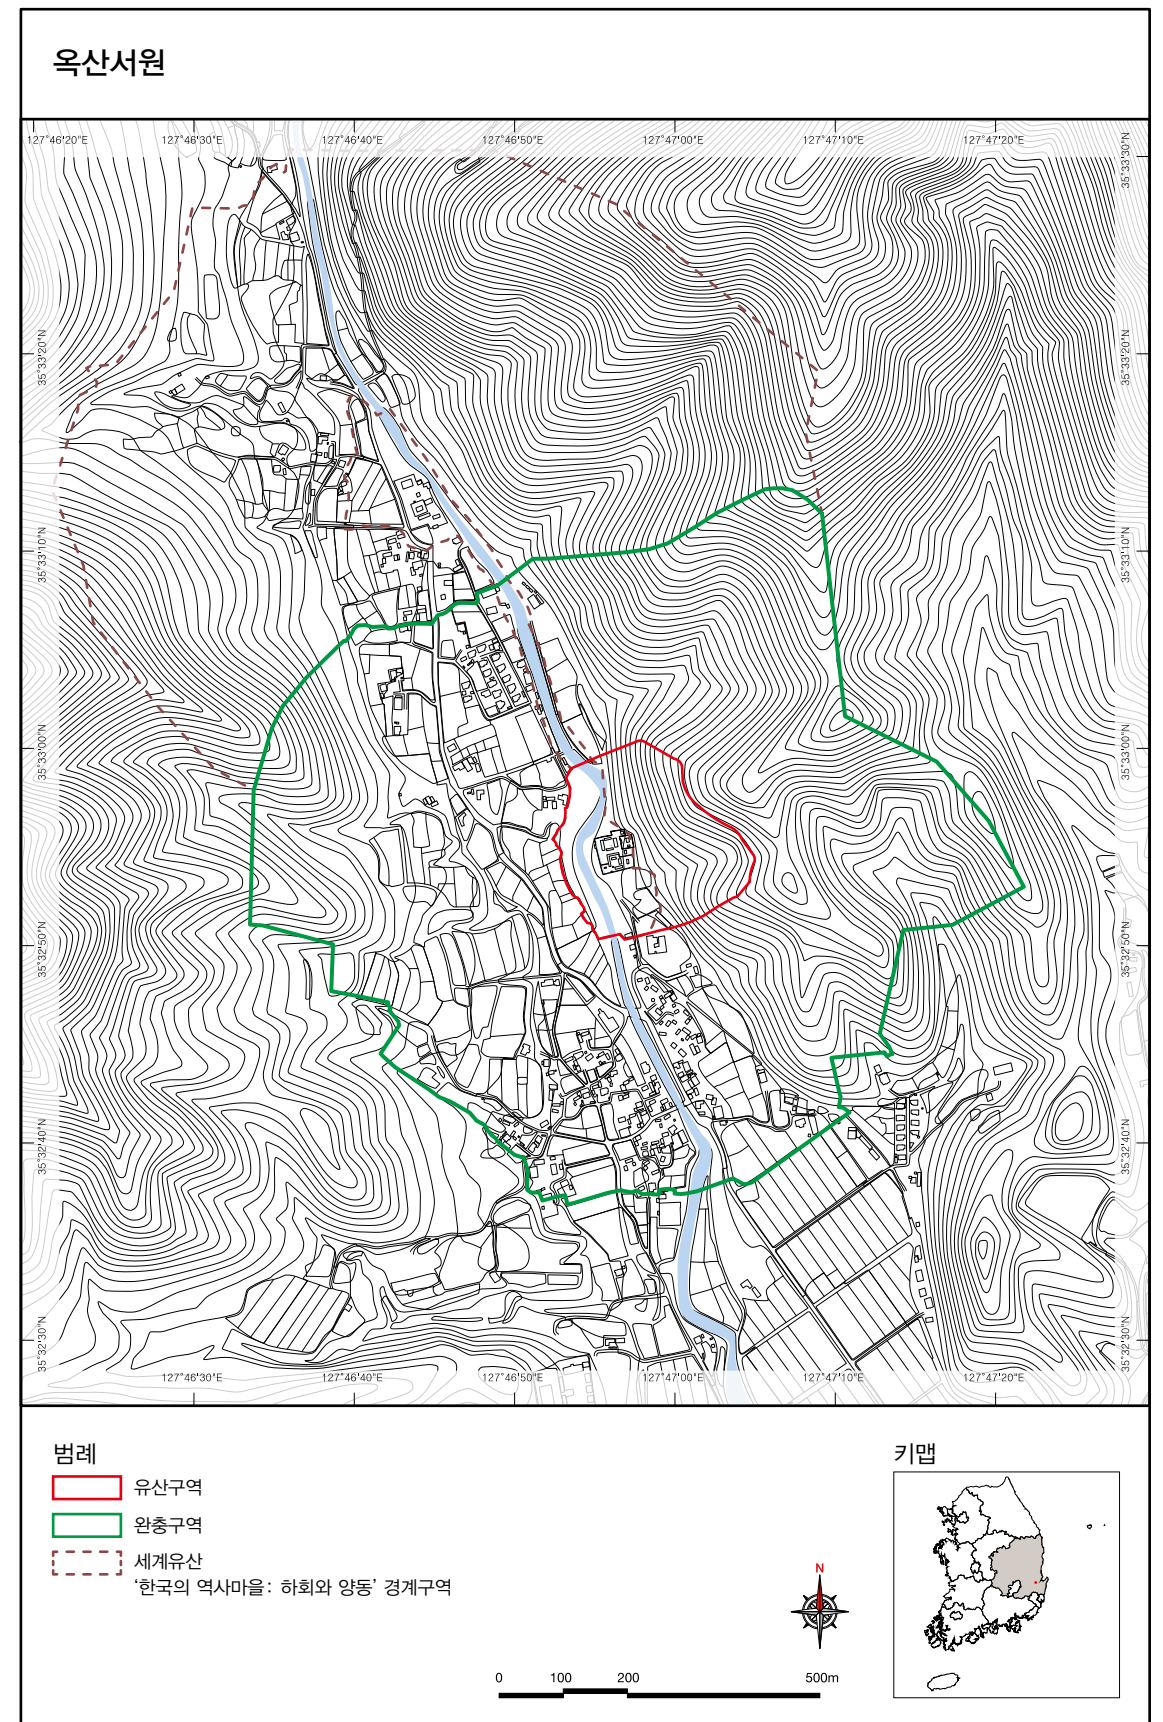 옥산서원
127°46'20"E 127°46'30"E 127°46'40"E 127°46'50"E 127°47'00"E 127°47'10"E 127°47'20"E
35°33'30"N
35°33'20"N 35°33'20"N
35°33'10"N 35°33'10"N
35°33'00"N 35°33'00"N
35°32'50"N 35°32'50"N
35°32'40"N 35°32'40"N
35°32'30"N 35°32'30"N
127°46'30"E 127°46'40"E 127°46'50"E 127°47'00"E 127°47'10"E 127°47'20"E
범례
유산구역
완충구역
세계유산
‘한국의 역사마을: 하회와 양동’ 경계구역
N
0 100 200 500m
키맵